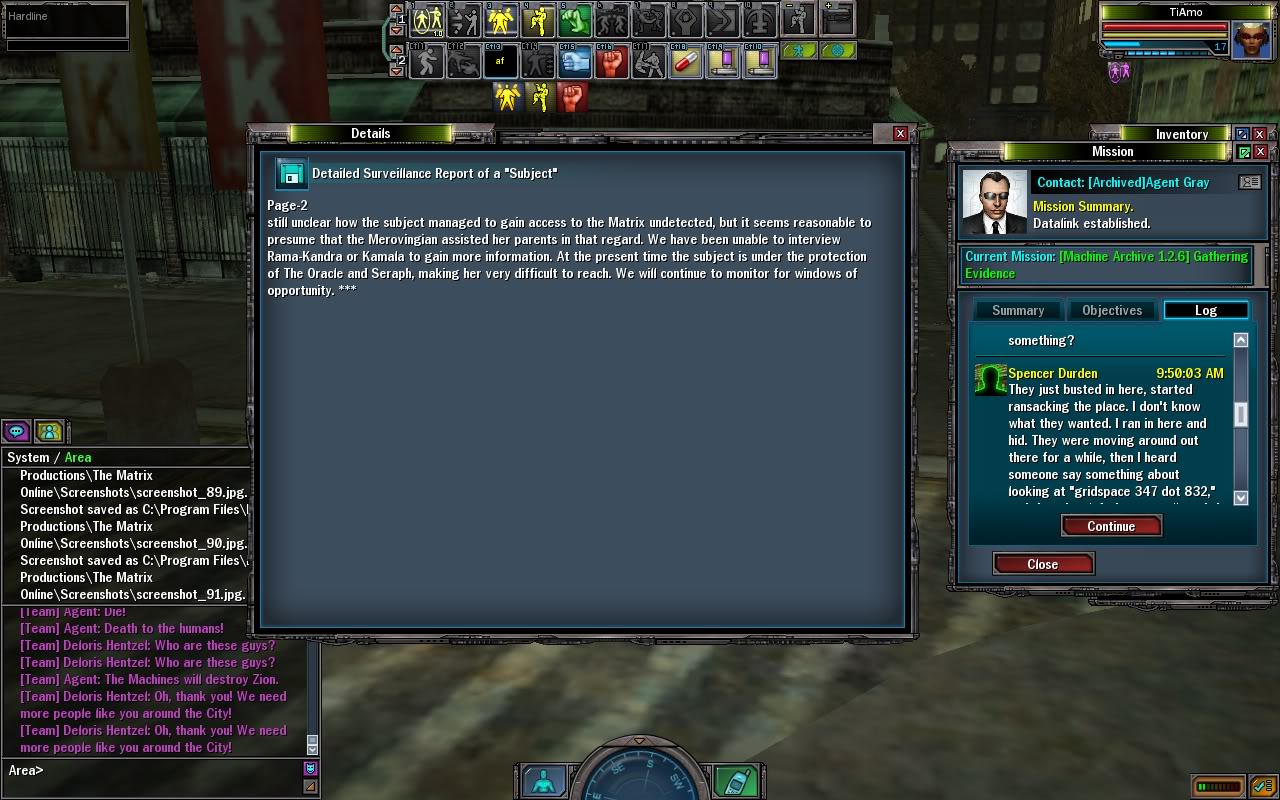 Hardline
1
2
1.0
Ctrl2
Ctrl3
Ctrl5
Ctrl6
Ctrl8
Ctrl9
af
TiAmo
17
K
K
Details
Detailed Surveillance Report of a "Subject"
Page-2
still unclear how the subject managed to gain access to the Matrix undetected, but it seems reasonable to
presume that the Merovingian assisted her parents in that regard. We have been unable to interview
Rama-Kandra or Kamala to gain more information. At the present time the subject is under the protection
of The Oracle and Seraph, making her very difficult to reach. We will continue to monitor for windows of
opportunity. ***
Inventory
Mission
Contact: [Archived]Agent Gray
Mission Summary.
Datalink established.
Current Mission: [Machine Archive 1.2.6] Gathering
Evidence
Summary Objectives Log
something?
Spencer Durden 9:50:03 AM
They just busted in here, started
ransacking the place. I don't know
what they wanted. I ran in here and
hid. They were moving around out
there for a while, then I heard
someone say something about
looking at "gridspace 347 dot 832,"
Continue
Close
System / Area
Productions\The Matrix
Online\Screenshots\screenshot_89.jpg.
Screenshot saved as C:\Program Files\
Productions\The Matrix
Online\Screenshots\screenshot_90.jpg.
Screenshot saved as C:\Program Files\
Productions\The Matrix
Online\Screenshots\screenshot_91.jpg.
[Team] Agent: Die!
[Team] Agent: Death to the humans!
[Team] Deloris Hentzel: Who are these guys?
[Team] Deloris Hentzel: Who are these guys?
[Team] Agent: The Machines will destroy Zion.
[Team] Deloris Hentzel: Oh, thank you! We need
more people like you around the City!
[Team] Deloris Hentzel: Oh, thank you! We need
more people like you around the City!
Area>
E SE S SW